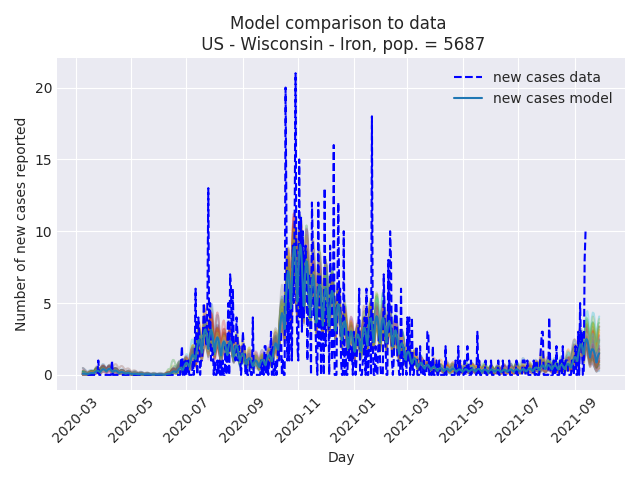 Model comparison to data
US - Wisconsin - Iron, pop. = 5687
new cases data
new cases model
Number of new cases reported
20
15
10
5
0
2020-03
2020-05
2020-07
2020-09
2020-11
2021-01
2021-03
2021-05
2021-07
2021-09
Day